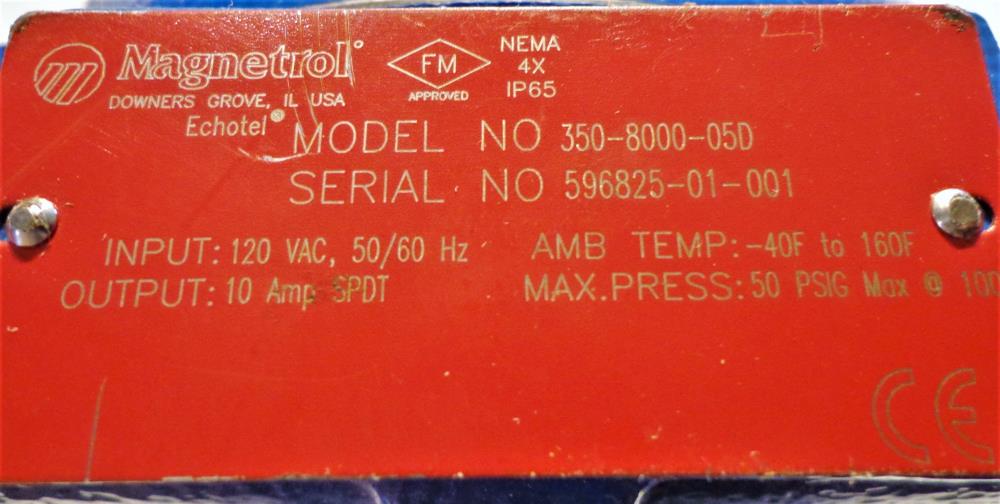 Magnetrol®
DOWNERS GROVE, IL USA
Echotel®
FM
APPROVED
NEMA
4X
IP65
MODEL NO 350-8000-05D
SERIAL NO 596825-01-001
INPUT: 120 VAC, 50/60 Hz
OUTPUT: 10 Amp SPDT
AMB TEMP: -40F to 160F
MAX.PRESS: 50 PSIG Max @
CE